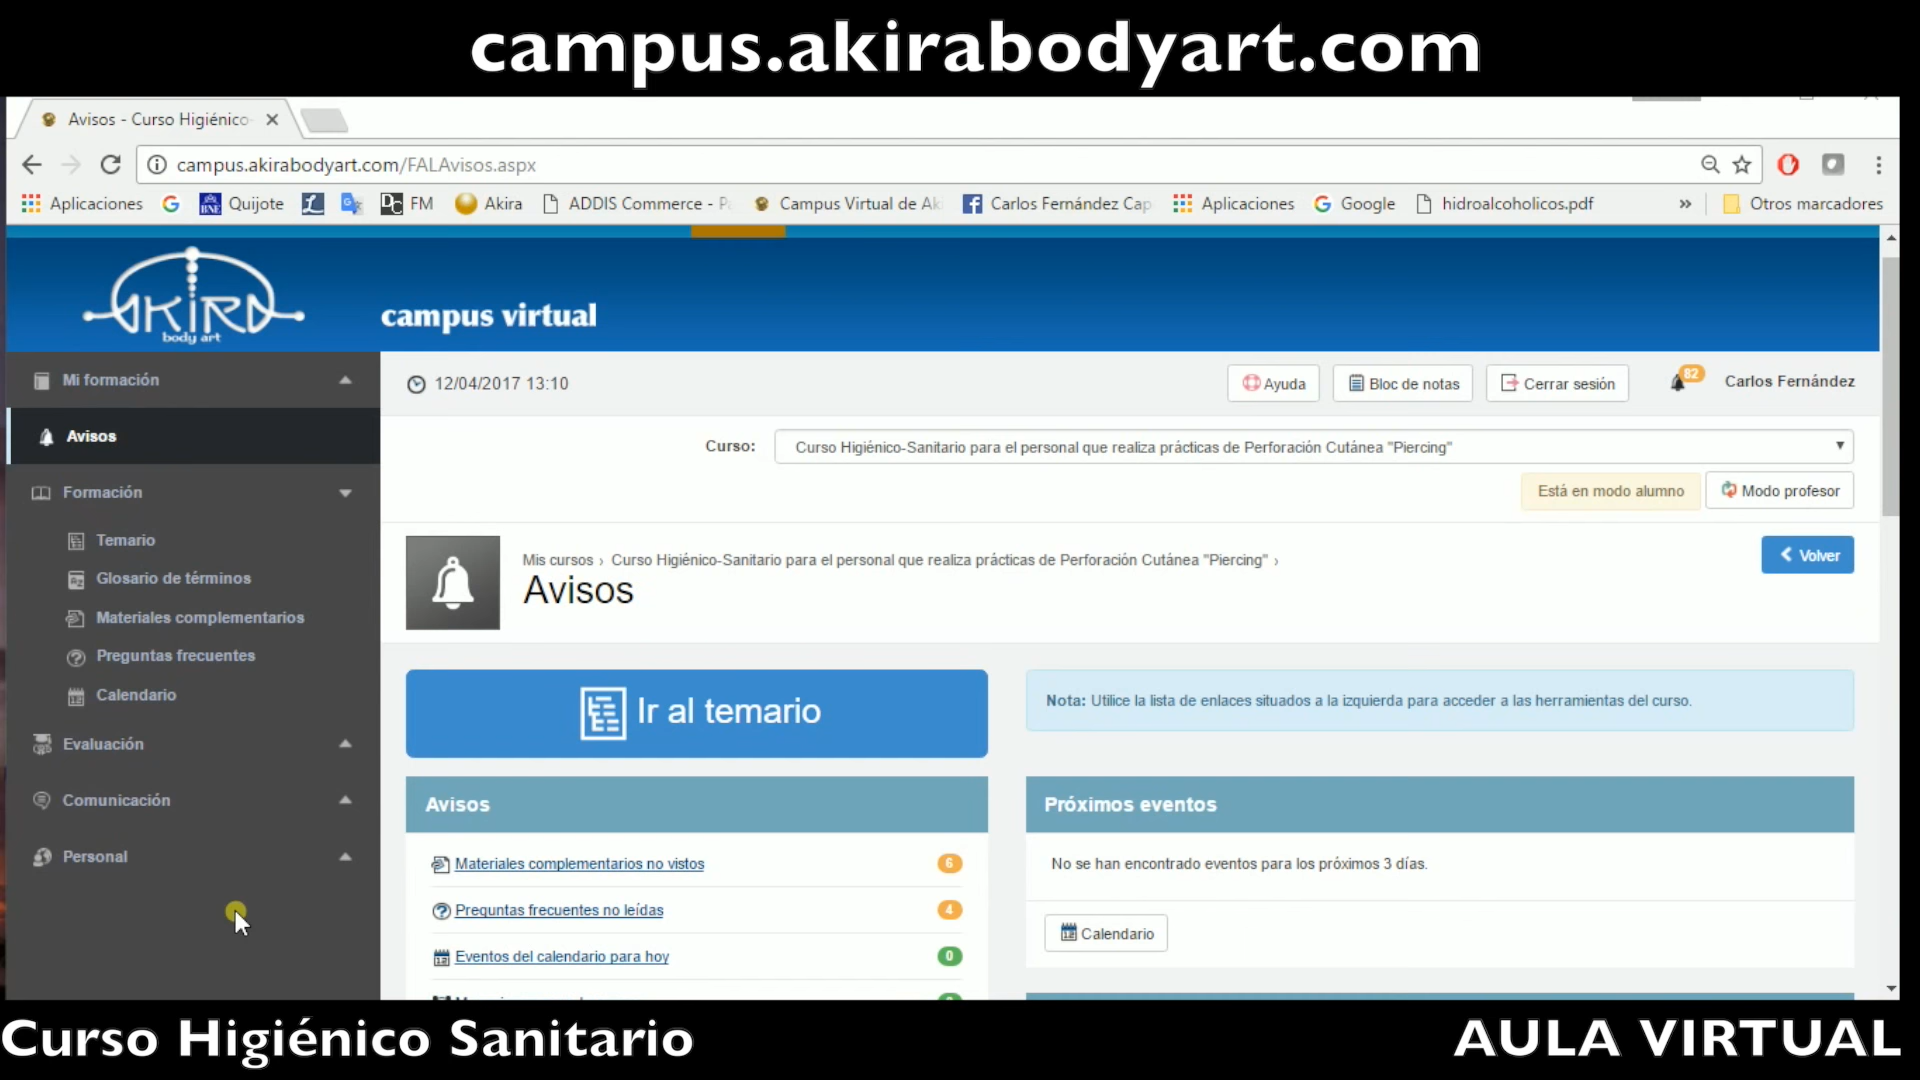 campus.akirabodyart.com
Avisos - Curso Higiénico-
campus.akirabodyart.com/FALAvisos.aspx
Aplicaciones
BNE Quijote
DC FM
Akira
ADDIS Commerce - P
Campus Virtual de Ak
Carlos Fernández Cap
Aplicaciones
Google
hidroalcoholicos.pdf
»
Otros marcadores
AKIRA
body art
campus virtual
Mi formación
12/04/2017 13:10
Ayuda
Bloc de notas
Cerrar sesión
82
Carlos Fernández
Avisos
Curso: Curso Higiénico-Sanitario para el personal que realiza prácticas de Perforación Cutánea "Piercing"
Está en modo alumno
Modo profesor
Formación
Temario
Glosario de términos
Materiales complementarios
Preguntas frecuentes
Calendario
Evaluación
Comunicación
Personal
Mis cursos › Curso Higiénico-Sanitario para el personal que realiza prácticas de Perforación Cutánea "Piercing" ›
Avisos
Volver
Ir al temario
Nota: Utilice la lista de enlaces situados a la izquierda para acceder a las herramientas del curso.
Avisos
Materiales complementarios no vistos 6
Preguntas frecuentes no leídas 4
Eventos del calendario para hoy 0
Próximos eventos
No se han encontrado eventos para los próximos 3 días.
Calendario
Curso Higiénico Sanitario
AULA VIRTUAL